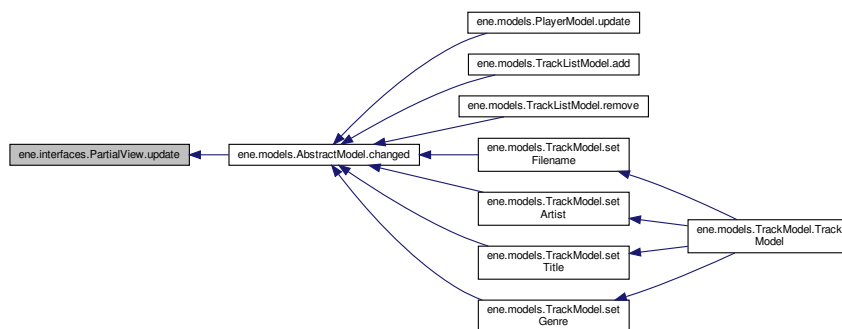 ene.models.PlayerModel.update
ene.models.TrackListModel.add
ene.models.TrackListModel.remove
ene.interfaces.PartialView.update
ene.models.AbstractModel.changed
ene.models.TrackModel.set
Filename
ene.models.TrackModel.set
Artist
ene.models.TrackModel.Track
Model
ene.models.TrackModel.set
Title
ene.models.TrackModel.set
Genre